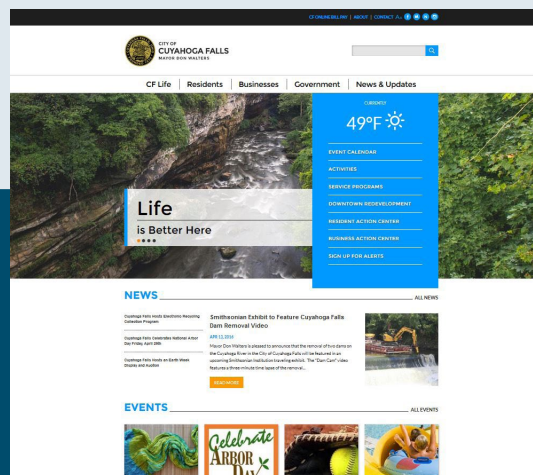 CF ONLINE BILL PAY | ABOUT | CONTACT
CITY OF
CUYAHOGA FALLS
MAYOR DON WALTERS
CF Life | Residents | Businesses | Government | News & Updates
CURRENTLY
49°F
EVENT CALENDAR
ACTIVITIES
SERVICE PROGRAMS
DOWNTOWN REDEVELOPMENT
RESIDENT ACTION CENTER
BUSINESS ACTION CENTER
SIGN UP FOR ALERTS
Life
is Better Here
NEWS
ALL NEWS
Cuyahoga Falls Hosts Electronics Recycling
Collection Program
Cuyahoga Falls Celebrates National Arbor
Day Friday, April 29th
Cuyahoga Falls Hosts an Earth Week
Display and Auction
Smithsonian Exhibit to Feature Cuyahoga Falls
Dam Removal Video
APR 12, 2016
Mayor Don Walters is pleased to announce that the removal of two dams on
the Cuyahoga River in the City of Cuyahoga Falls will be featured in an
upcoming Smithsonian Institution traveling exhibit. The "Dam Cam" video
features a three minute time lapse of the removal...
READ MORE
EVENTS
ALL EVENTS
Celebrate
ARBOR
DAY